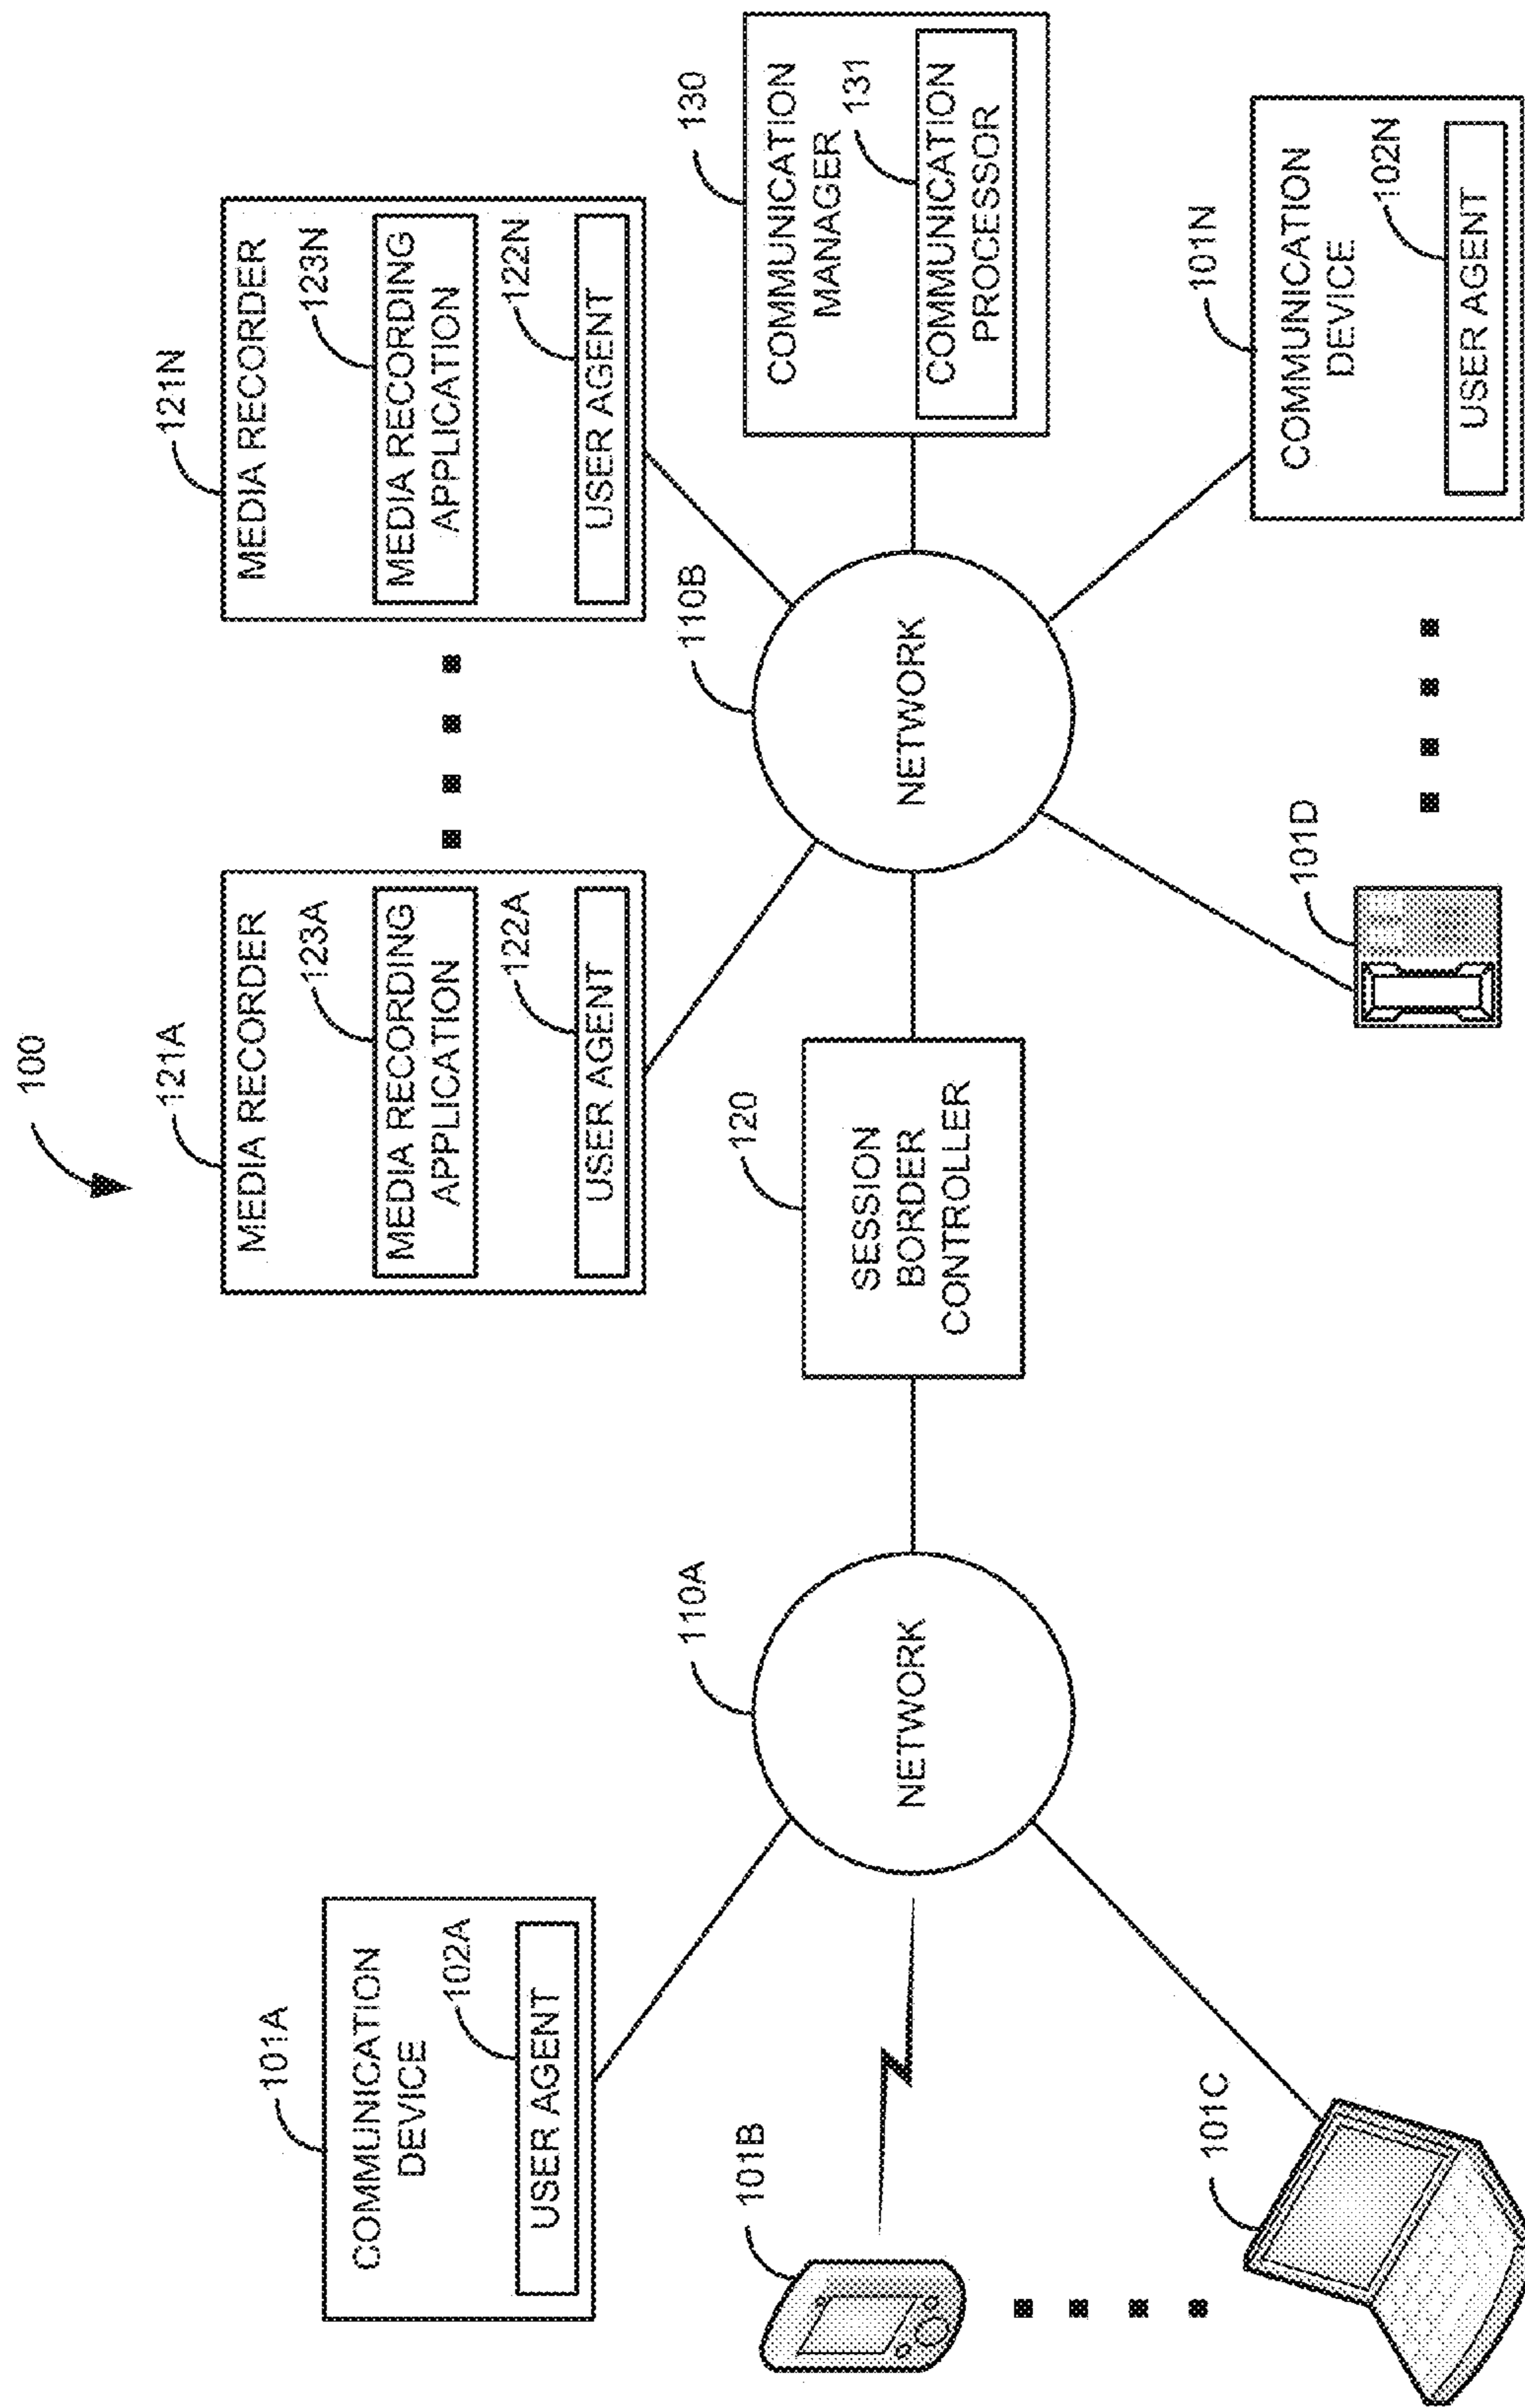 100
121A
MEDIA RECORDER
123A
MEDIA RECORDING
APPLICATION
122A
USER AGENT
121N
MEDIA RECORDER
123N
MEDIA RECORDING
APPLICATION
122N
USER AGENT
101A
COMMUNICATION
DEVICE
102A
USER AGENT
110A
NETWORK
120
SESSION
BORDER
CONTROLLER
110B
NETWORK
130
COMMUNICATION
MANAGER
131
COMMUNICATION
PROCESSOR
101B
101C
101D
101N
COMMUNICATION
DEVICE
102N
USER AGENT